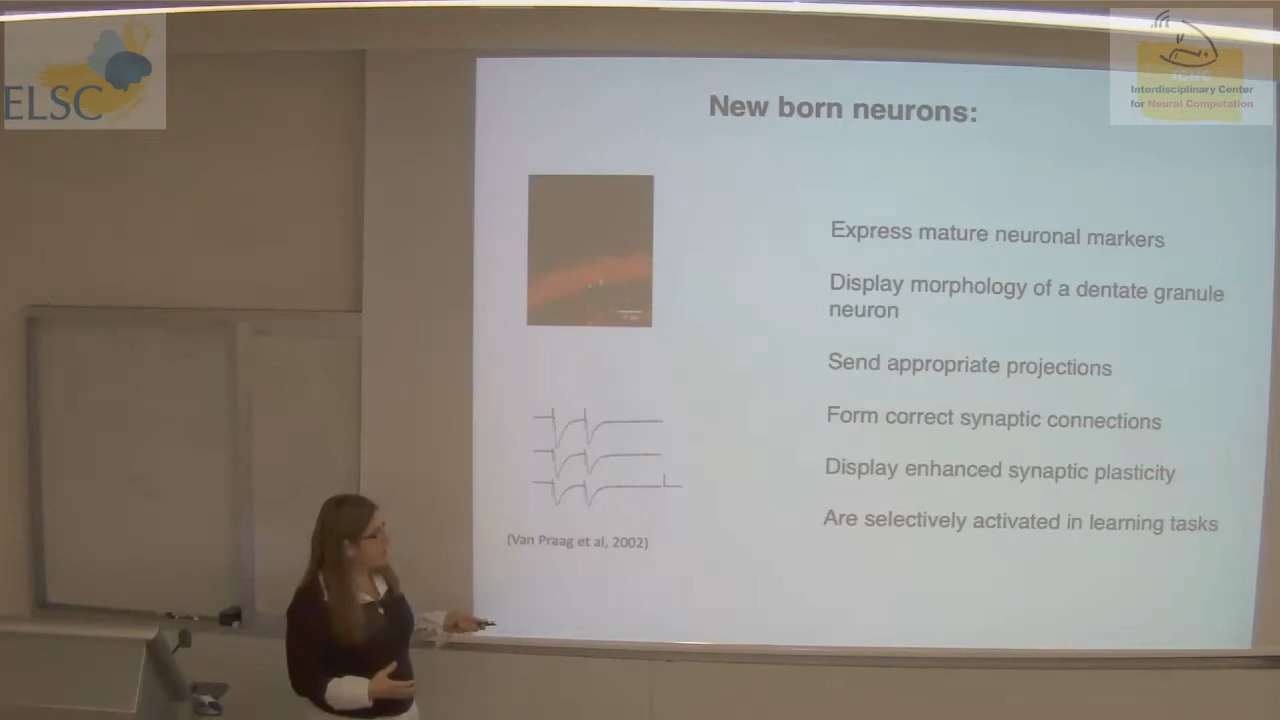 ELSC
ICNC
Interdisciplinary Center
for Neural Computation
New born neurons:
Express mature neuronal markers
Display morphology of a dentate granule
neuron
Send appropriate projections
Form correct synaptic connections
Display enhanced synaptic plasticity
Are selectively activated in learning tasks
(Van Praag et al, 2002)